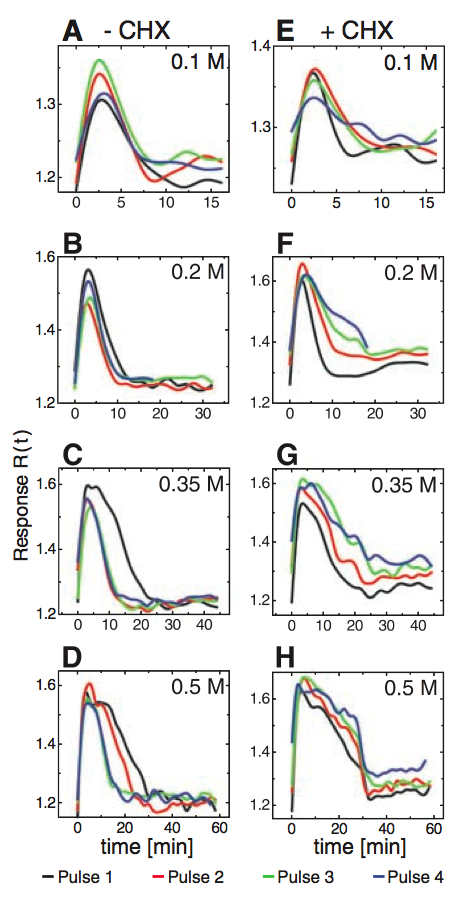 A - CHX
0.1 M
1.3
1.2
0 5 10 15
E + CHX
0.1 M
1.4
1.3
0 5 10 15
B
0.2 M
1.6
1.4
1.2
0 10 20 30
F
0.2 M
1.6
1.4
1.2
0 10 20 30
C
0.35 M
1.6
1.4
1.2
0 10 20 30 40
G
0.35 M
1.6
1.4
1.2
0 10 20 30 40
D
0.5 M
1.6
1.4
1.2
0 20 40 60
time [min]
H
0.5 M
1.6
1.4
1.2
0 20 40 60
time [min]
Response R(t)
Pulse 1 Pulse 2 Pulse 3 Pulse 4